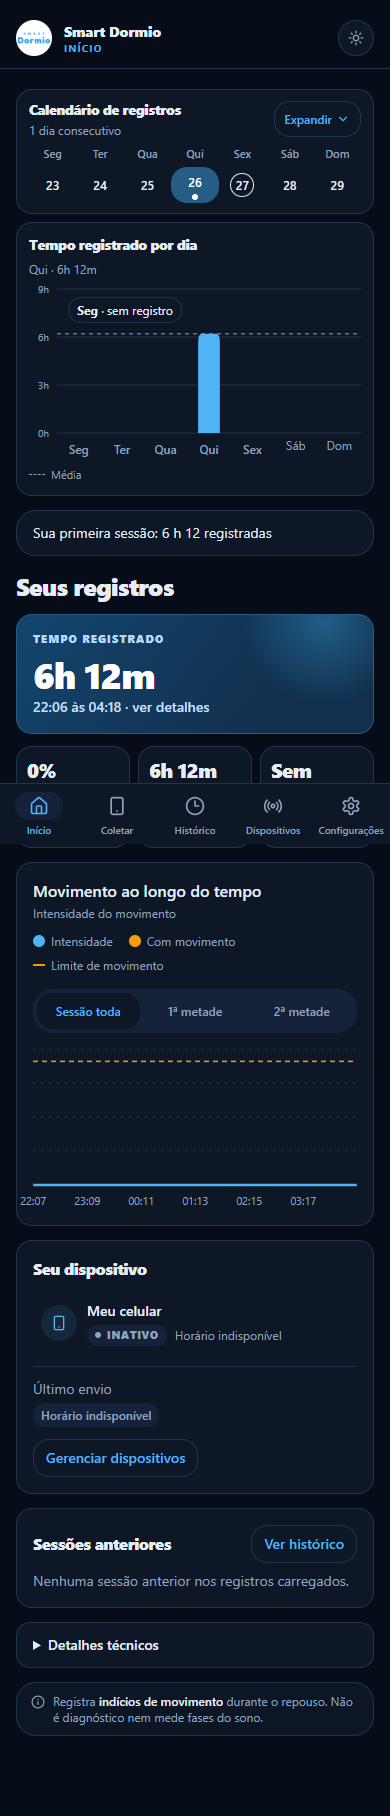 SMART
Dormio
Smart Dormio
INÍCIO
Calendário de registros
1 dia consecutivo
Expandir
Seg Ter Qua Qui Sex Sáb Dom
23 24 25 26 27 28 29
Tempo registrado por dia
Qui · 6h 12m
9h
Seg · sem registro
6h
3h
0h
Seg Ter Qua Qui Sex Sáb Dom
Média
Sua primeira sessão: 6 h 12 registradas
Seus registros
TEMPO REGISTRADO
6h 12m
22:06 às 04:18 · ver detalhes
0% 6h 12m Sem
Início Coletar Histórico Dispositivos Configurações
Movimento ao longo do tempo
Intensidade do movimento
Intensidade Com movimento
Limite de movimento
Sessão toda 1ª metade 2ª metade
22:07 23:09 00:11 01:13 02:15 03:17
Seu dispositivo
Meu celular
INATIVO Horário indisponível
Último envio
Horário indisponível
Gerenciar dispositivos
Sessões anteriores
Ver histórico
Nenhuma sessão anterior nos registros carregados.
Detalhes técnicos
Registra indícios de movimento durante o repouso. Não
é diagnóstico nem mede fases do sono.